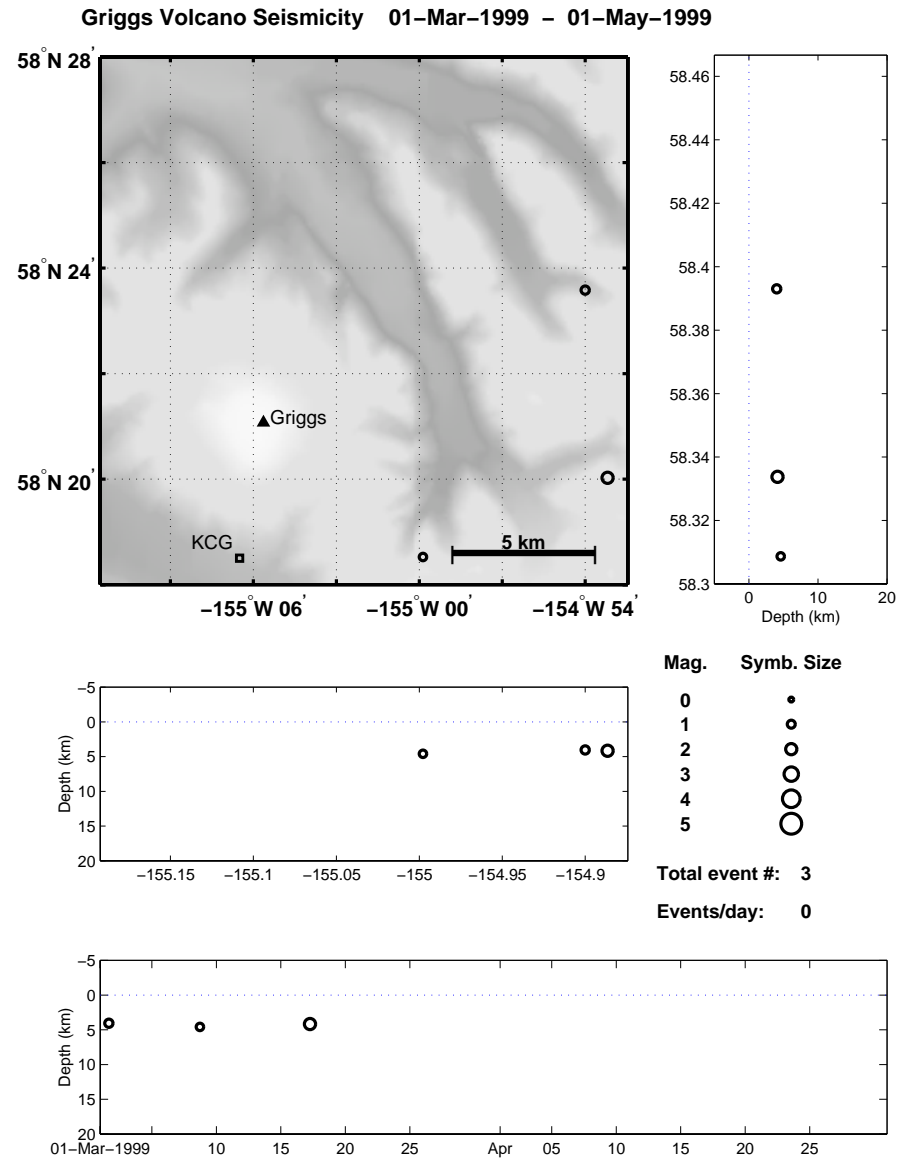 Griggs Volcano Seismicity 01−Mar−1999 − 01−May−1999
58°N 28'
58°N 24'
58°N 20'
Griggs
KCG
5 km
−155°W 06'
−155°W 00'
−154°W 54'
58.46
58.44
58.42
58.4
58.38
58.36
58.34
58.32
58.3
0 10 20
Depth (km)
−5
0
5
10
15
20
Depth (km)
−155.15 −155.1 −155.05 −155 −154.95 −154.9
Mag. Symb. Size
0
1
2
3
4
5
Total event #: 3
Events/day: 0
−5
0
5
10
15
20
Depth (km)
01−Mar−1999 10 15 20 25 Apr 05 10 15 20 25